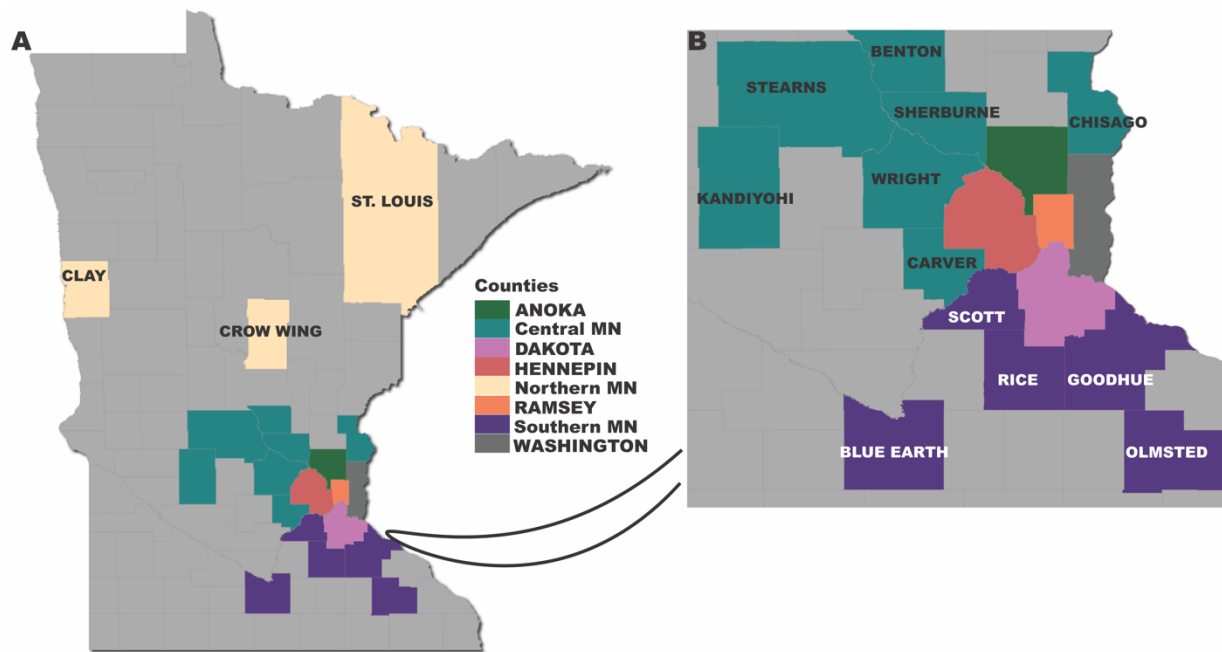 A
ST. LOUIS
CLAY
CROW WING
Counties
ANOKA
Central MN
DAKOTA
HENNEPIN
Northern MN
RAMSEY
Southern MN
WASHINGTON
B
BENTON
STEARNS
SHERBURNE
CHISAGO
WRIGHT
KANDIYOHI
CARVER
SCOTT
RICE
GOODHUE
BLUE EARTH
OLMSTED